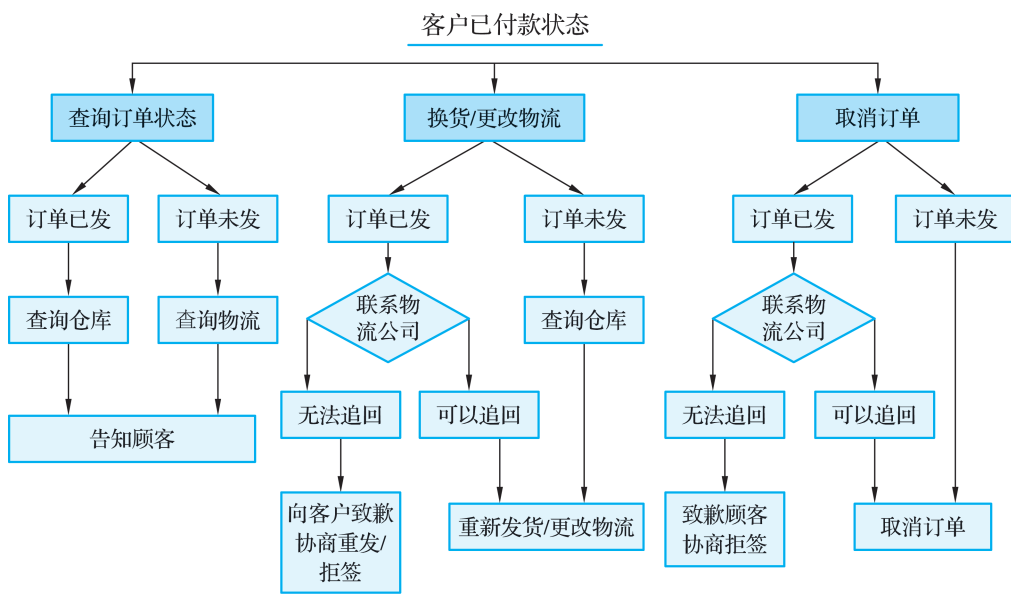 客户已付款状态
查询订单状态
换货/更改物流
取消订单
订单已发
订单未发
订单已发
订单未发
订单已发
订单未发
查询仓库
查询物流
联系物
流公司
查询仓库
联系物
流公司
无法追回
可以追回
无法追回
可以追回
告知顾客
向客户致歉
协商重发/
拒签
重新发货/更改物流
致歉顾客
协商拒签
取消订单